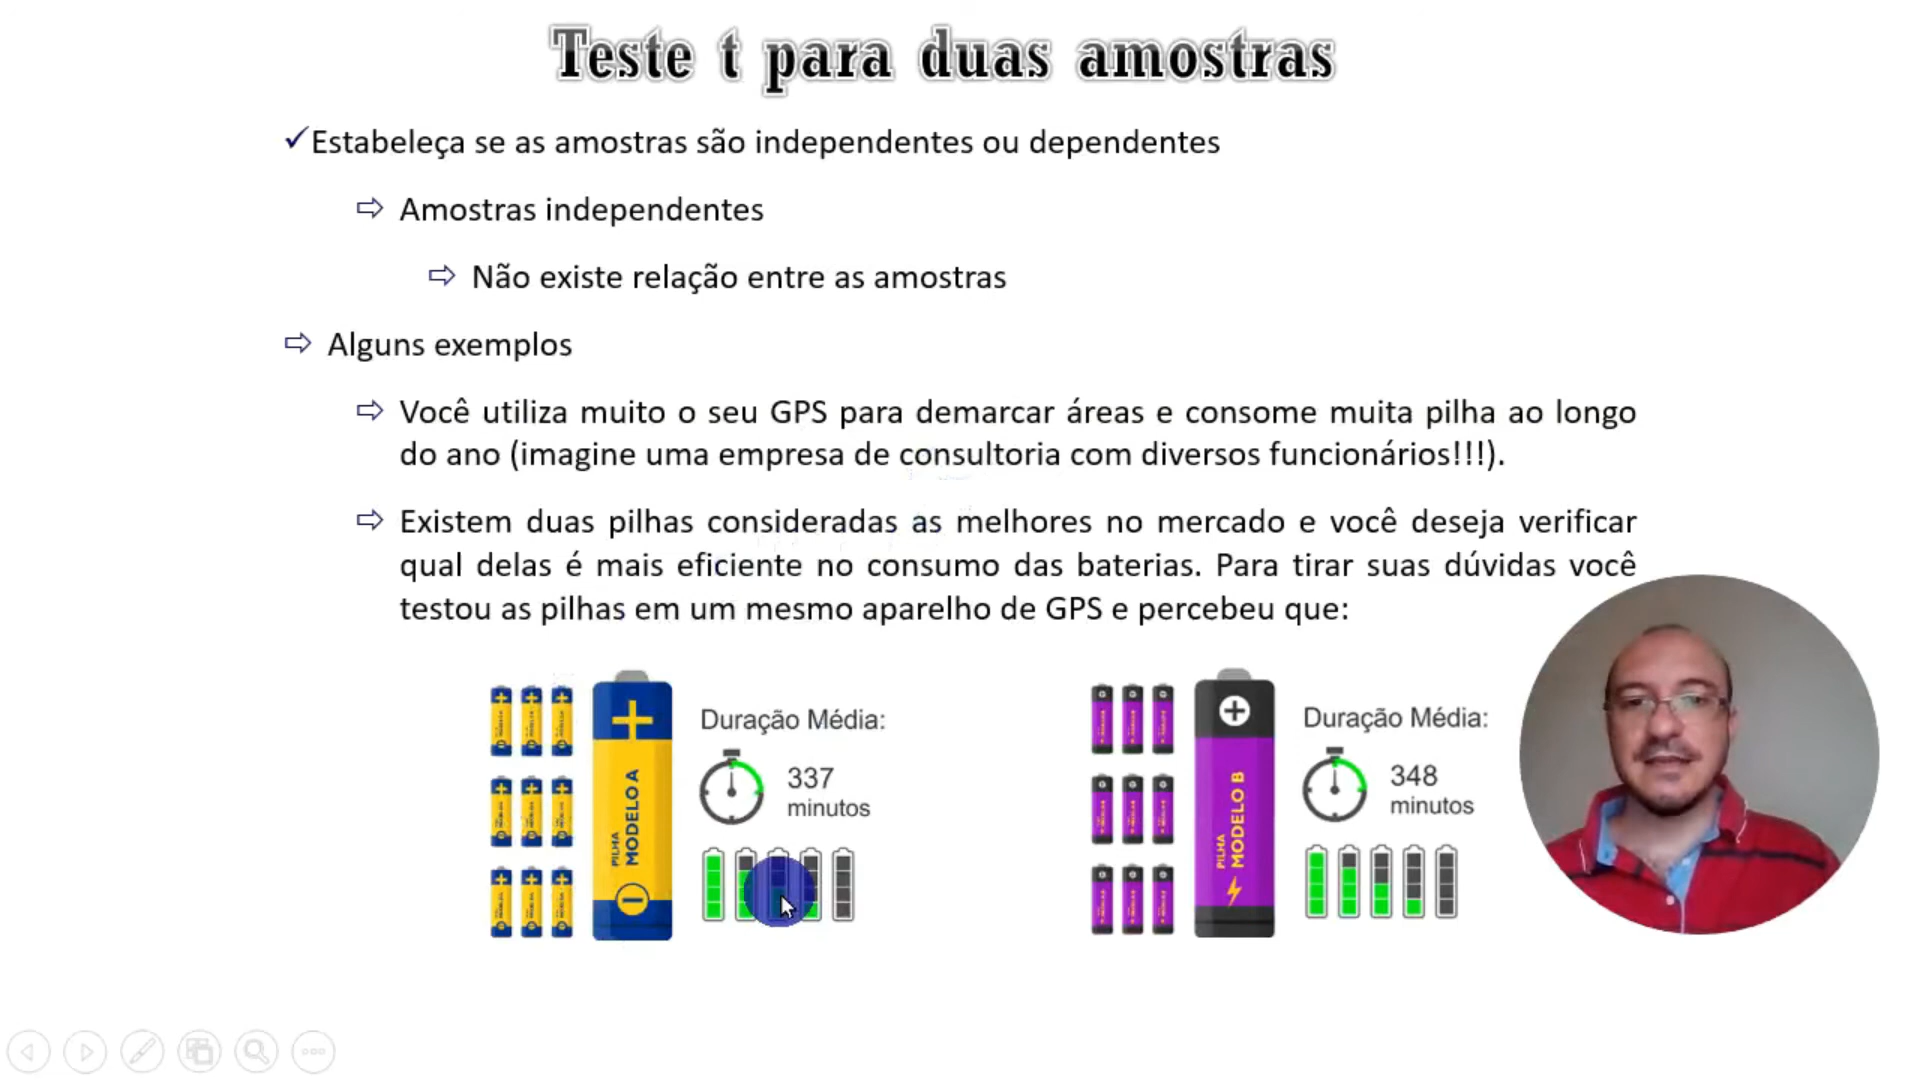 Teste t para duas amostras
✓Estabeleça se as amostras são independentes ou dependentes
⇨ Amostras independentes
⇨ Não existe relação entre as amostras
⇨ Alguns exemplos
⇨ Você utiliza muito o seu GPS para demarcar áreas e consome muita pilha ao longo
do ano (imagine uma empresa de consultoria com diversos funcionários!!!).
⇨ Existem duas pilhas consideradas as melhores no mercado e você deseja verificar
qual delas é mais eficiente no consumo das baterias. Para tirar suas dúvidas você
testou as pilhas em um mesmo aparelho de GPS e percebeu que:
PILHA
MODELO A
Duração Média:
337
minutos
PILHA
MODELO B
Duração Média:
348
minutos